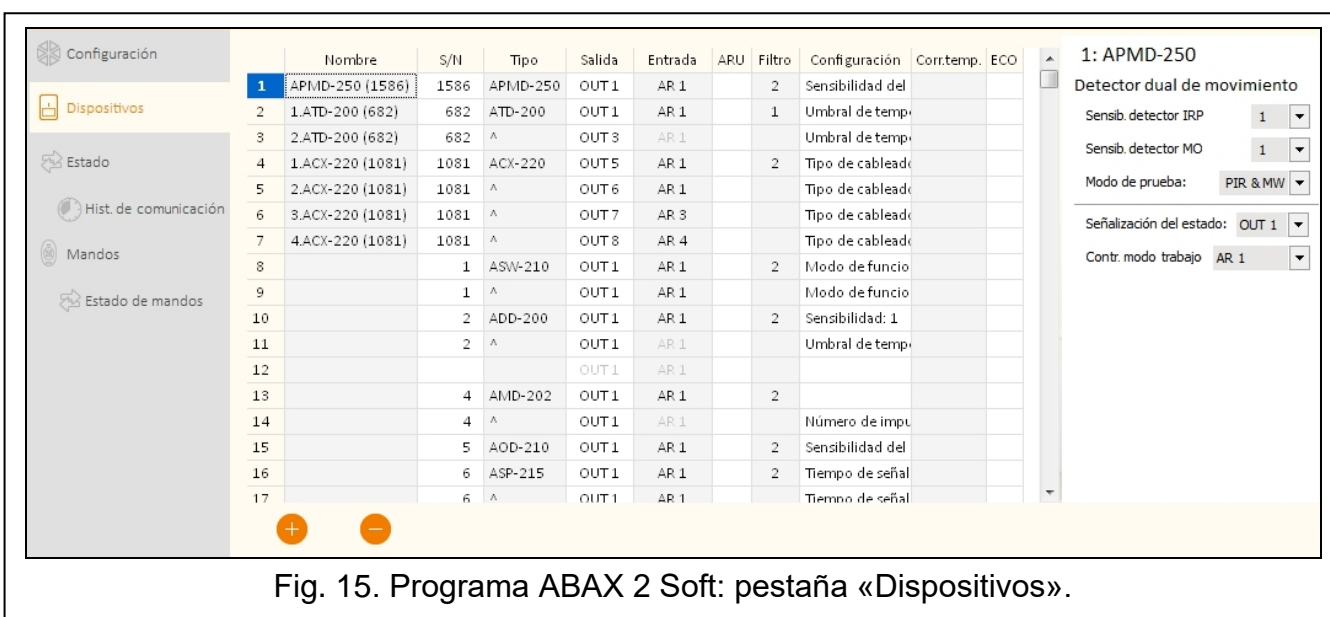 Configuración
Dispositivos
Estado
Hist. de comunicación
Mandos
Estado de mandos
Nombre S/N Tipo Salida Entrada ARU Filtro Configuración Corr.temp. ECO
1 APMD-250 (1586) 1586 APMD-250 OUT 1 AR 1 2 Sensibilidad del
2 1.ATD-200 (682) 682 ATD-200 OUT 1 AR 1 1 Umbral de temp
3 2.ATD-200 (682) 682 ^ OUT 3 AR 1 Umbral de temp
4 1.ACX-220 (1081) 1081 ACX-220 OUT 5 AR 1 2 Tipo de cablead
5 2.ACX-220 (1081) 1081 ^ OUT 6 AR 1 Tipo de cablead
6 3.ACX-220 (1081) 1081 ^ OUT 7 AR 3 Tipo de cablead
7 4.ACX-220 (1081) 1081 ^ OUT 8 AR 4 Tipo de cablead
8 1 ASW-210 OUT 1 AR 1 2 Modo de funcio
9 1 ^ OUT 1 AR 1 Modo de funcio
10 2 ADD-200 OUT 1 AR 1 2 Sensibilidad: 1
11 2 ^ OUT 1 AR 1 Umbral de temp
12 OUT 1 AR 1
13 4 AMD-202 OUT 1 AR 1 2
14 4 ^ OUT 1 AR 1 Número de impu
15 5 AOD-210 OUT 1 AR 1 2 Sensibilidad del
16 6 ASP-215 OUT 1 AR 1 2 Tiempo de señal
17 6 ^ OUT 1 AR 1 Tiempo de señal
1: APMD-250
Detector dual de movimiento
Sensib. detector IRP 1
Sensib. detector MO 1
Modo de prueba: PIR & MW
Señalización del estado: OUT 1
Contr. modo trabajo AR 1
Fig. 15. Programa ABAX 2 Soft: pestaña «Dispositivos».